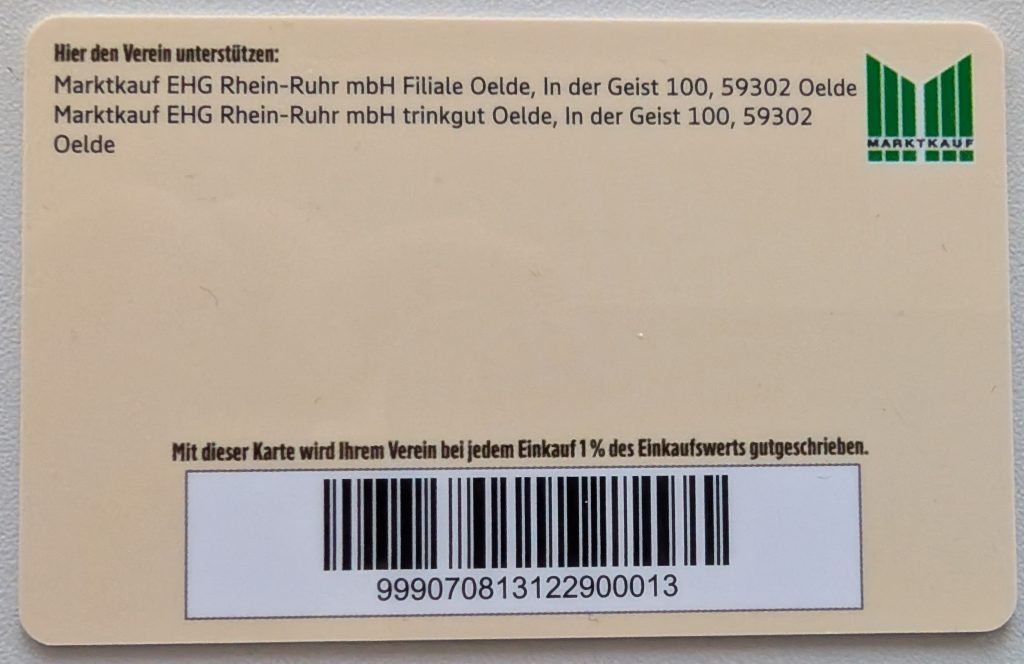 Hier den Verein unterstützen:
Marktkauf EHG Rhein-Ruhr mbH Filiale Oelde, In der Geist 100, 59302 Oelde
Marktkauf EHG Rhein-Ruhr mbH trinkgut Oelde, In der Geist 100, 59302
Oelde
MARKTKAUF
Mit dieser Karte wird Ihrem Verein bei jedem Einkauf 1 % des Einkaufswerts gutgeschrieben.
999070813122900013